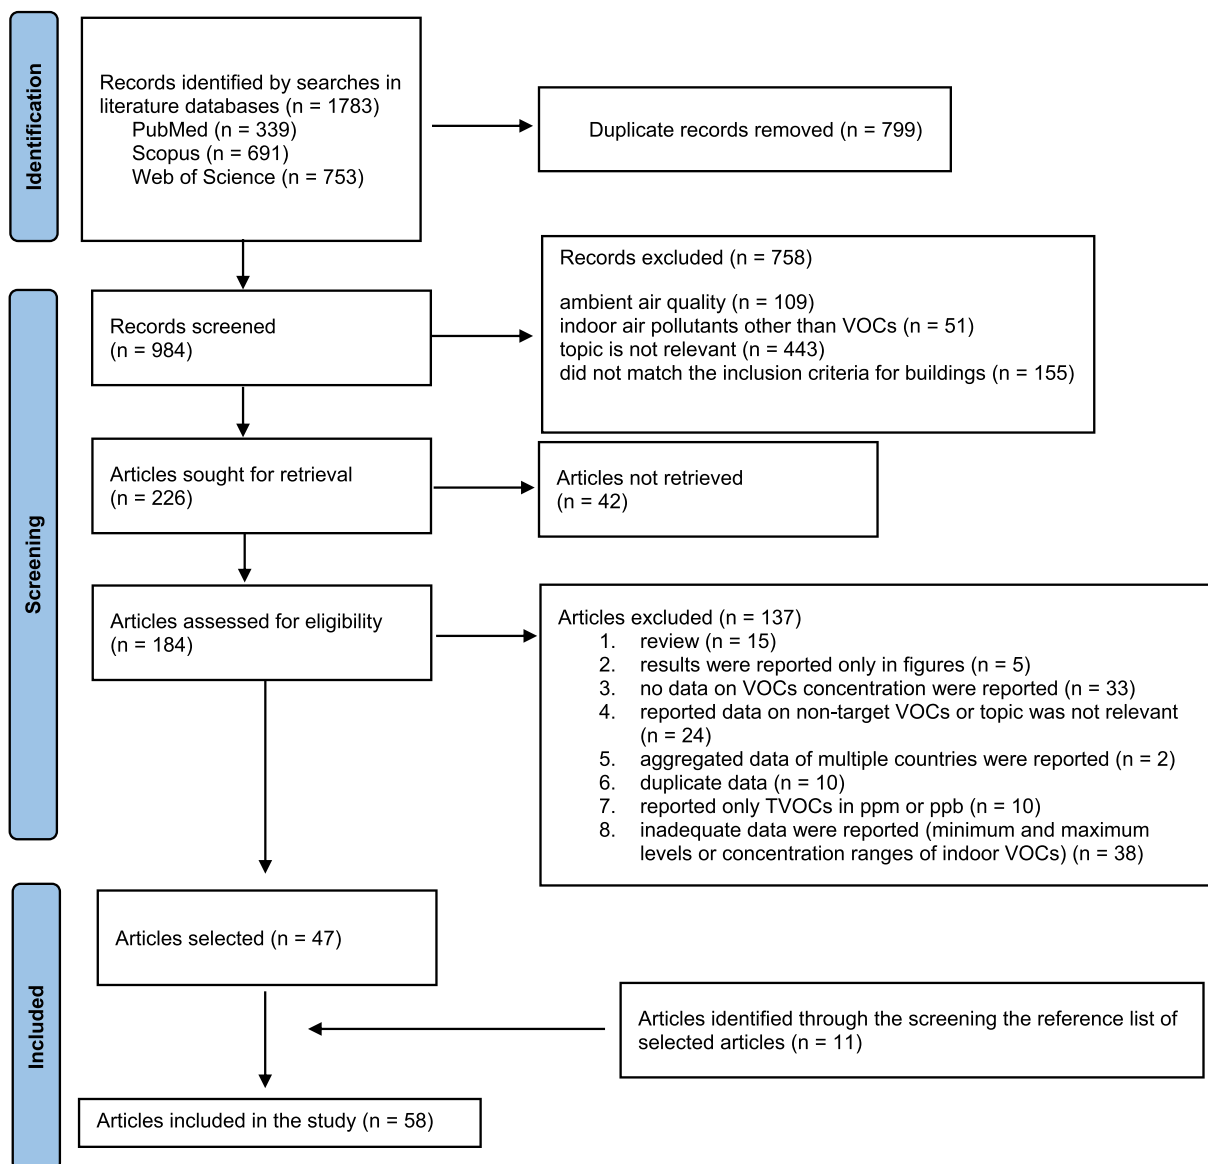 Identification
Records identified by searches in
literature databases (n = 1783)
PubMed (n = 339)
Scopus (n = 691)
Web of Science (n = 753)
Duplicate records removed (n = 799)
Screening
Records screened
(n = 984)
Records excluded (n = 758)
ambient air quality (n = 109)
indoor air pollutants other than VOCs (n = 51)
topic is not relevant (n = 443)
did not match the inclusion criteria for buildings (n = 155)
Articles sought for retrieval
(n = 226)
Articles not retrieved
(n = 42)
Articles assessed for eligibility
(n = 184)
Articles excluded (n = 137)
1. review (n = 15)
2. results were reported only in figures (n = 5)
3. no data on VOCs concentration were reported (n = 33)
4. reported data on non-target VOCs or topic was not relevant
(n = 24)
5. aggregated data of multiple countries were reported (n = 2)
6. duplicate data (n = 10)
7. reported only TVOCs in ppm or ppb (n = 10)
8. inadequate data were reported (minimum and maximum
levels or concentration ranges of indoor VOCs) (n = 38)
Included
Articles selected (n = 47)
Articles identified through the screening the reference list of
selected articles (n = 11)
Articles included in the study (n = 58)